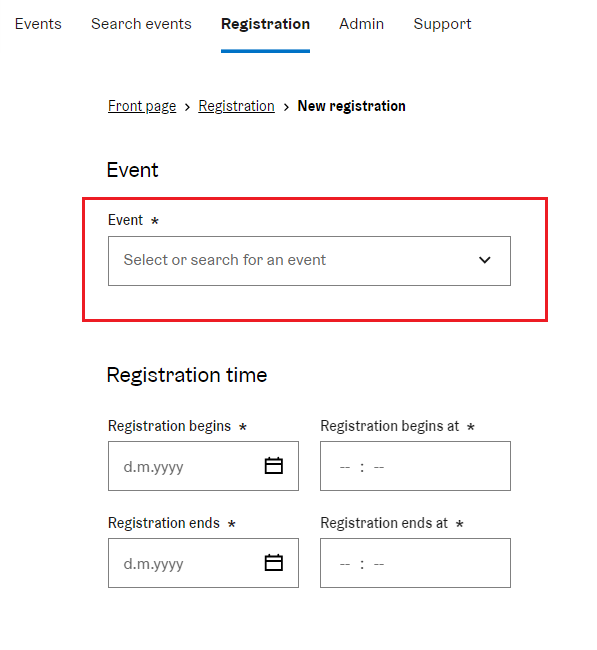 Events Search events Registration Admin Support
Front page > Registration > New registration
Event
Event *
Select or search for an event
Registration time
Registration begins * Registration begins at *
d.m.yyyy -- : --
Registration ends * Registration ends at *
d.m.yyyy -- : --